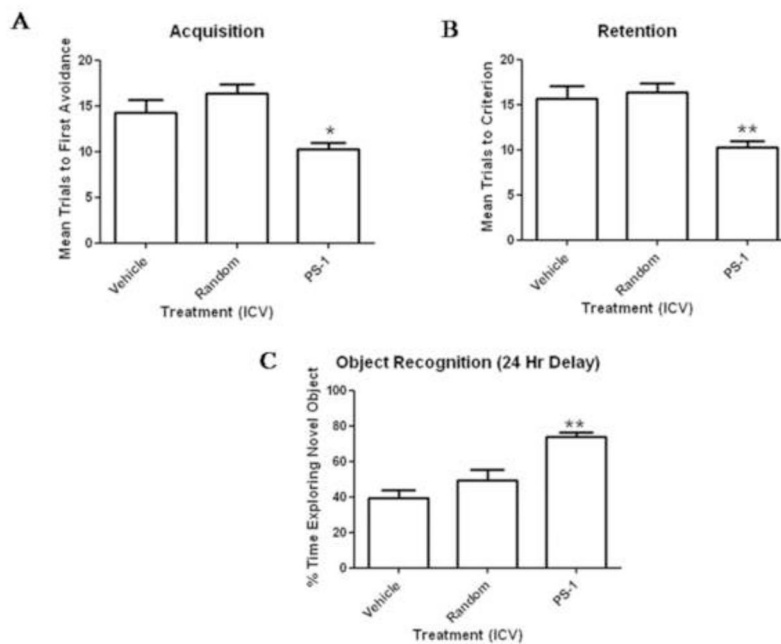 A
Acquisition
Mean Trials to First Avoidance
20
15
10
5
0
*
Vehicle
Random
PS-1
Treatment (ICV)
B
Retention
Mean Trials to Criterion
20
15
10
5
0
**
Vehicle
Random
PS-1
Treatment (ICV)
C
Object Recognition (24 Hr Delay)
% Time Exploring Novel Object
100
80
60
40
20
0
**
Vehicle
Random
PS-1
Treatment (ICV)